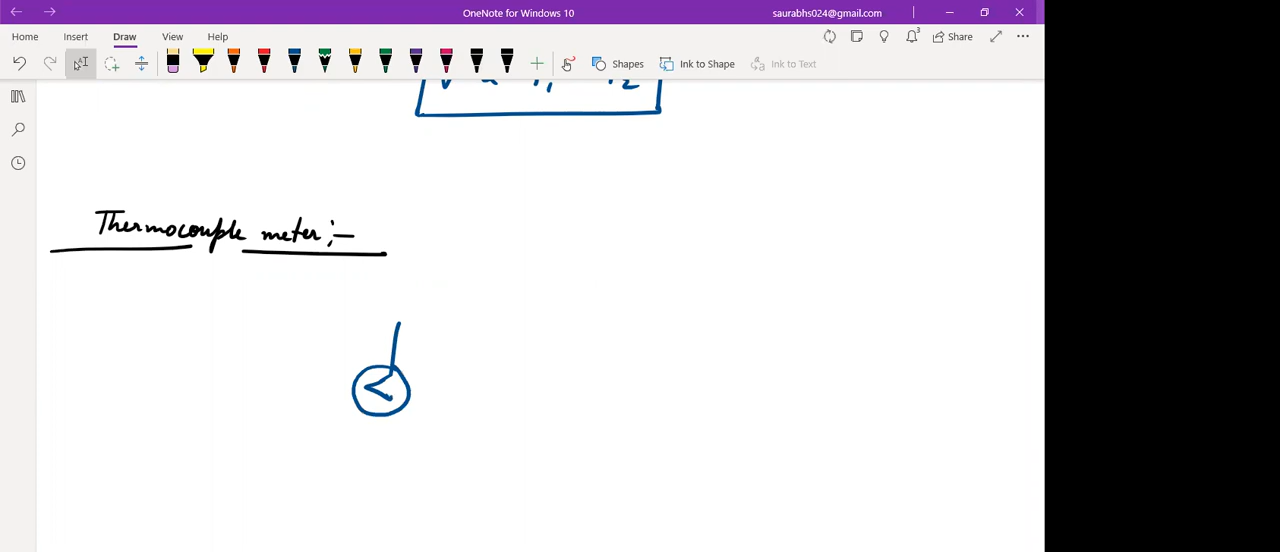 OneNote for Windows 10
saurabhs024@gmail.com
Home Insert Draw View Help
3 Share
Shapes Ink to Shape Ink to Text
Thermocouple meter :-